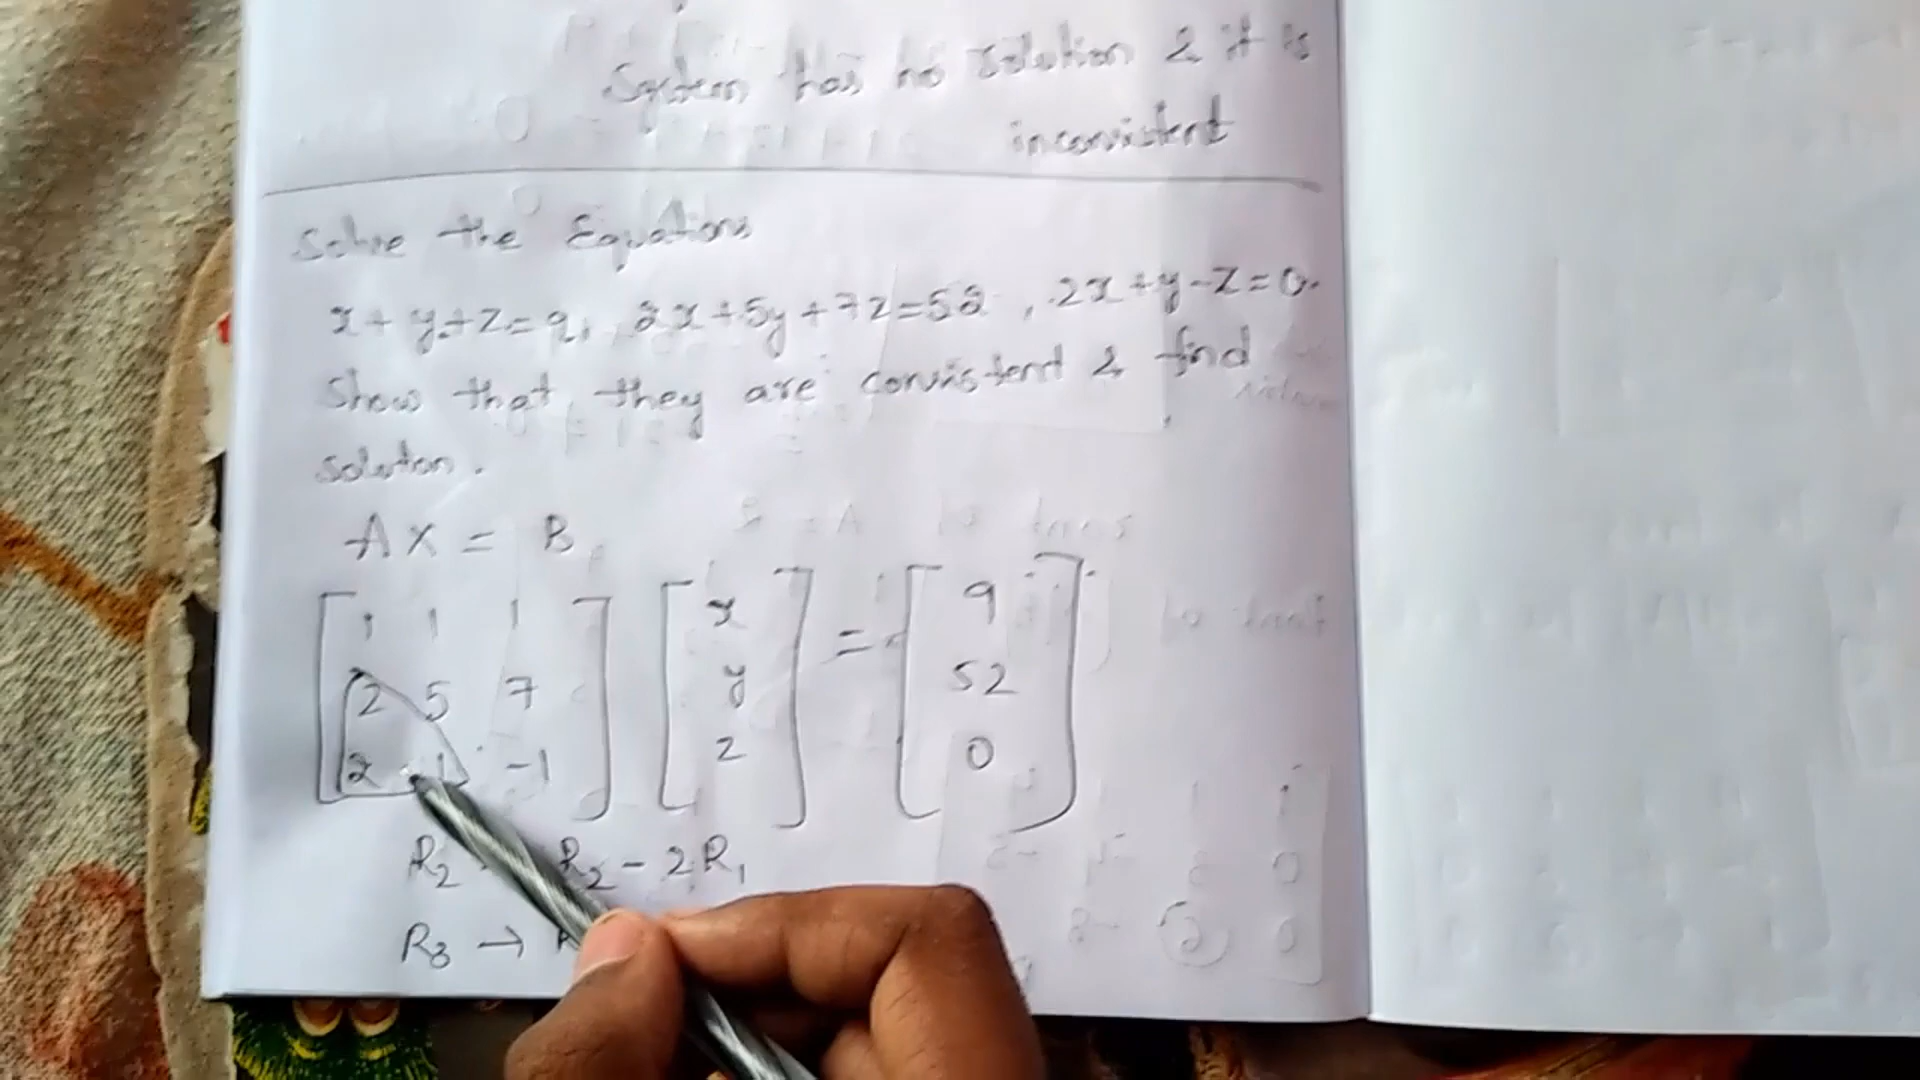 System has no solution & it is
inconsistent
Solve the Equations
x + y + z = 9, 2x + 5y + 7z = 52, 2x + y - z = 0.
Show that they are consistent & find
solution.
AX = B
[1 1 1] [x] = [9]
[2 5 7] [y] [52]
[2 1 -1] [z] [0]
R2 R2 - 2R1
R3 →